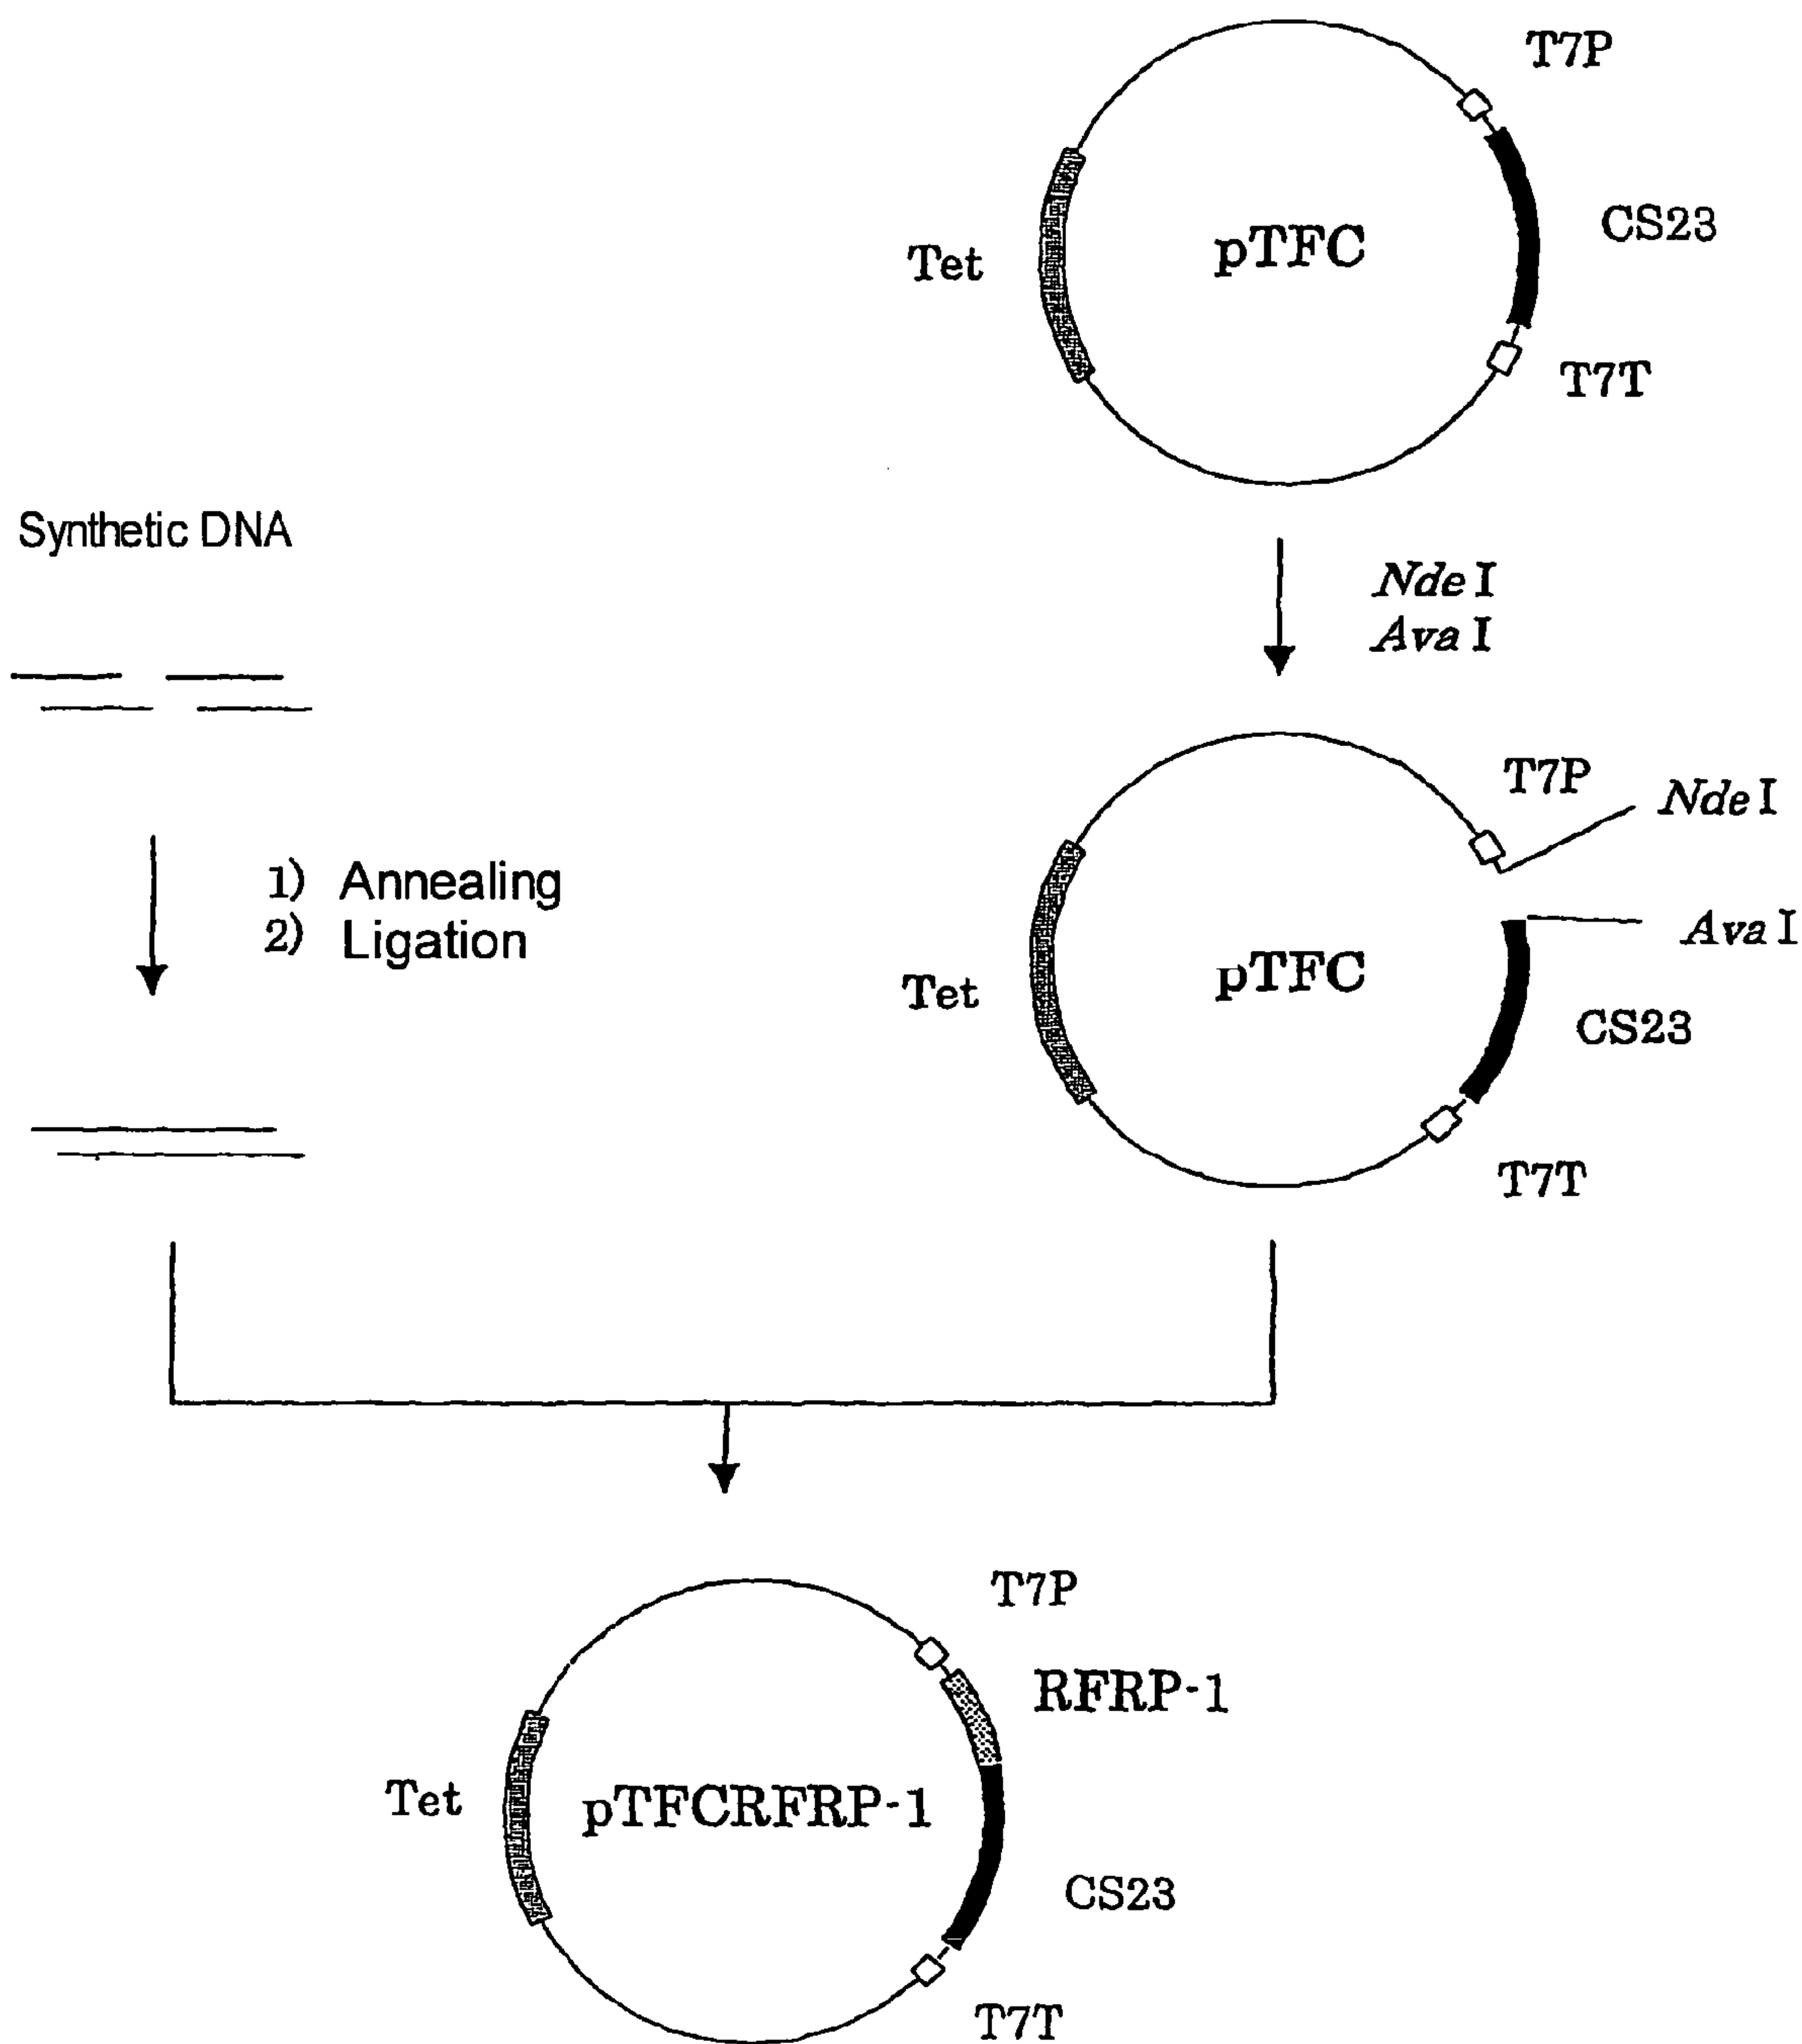 T7P
CS23
pTFC
Tet
T7T
Synthetic DNA
Nde I
Ava I
T7P
Nde I
1) Annealing
2) Ligation
Ava I
pTFC
Tet
CS23
T7T
T7P
RFRP-1
Tet
pTFCRFRP-1
CS23
T7T